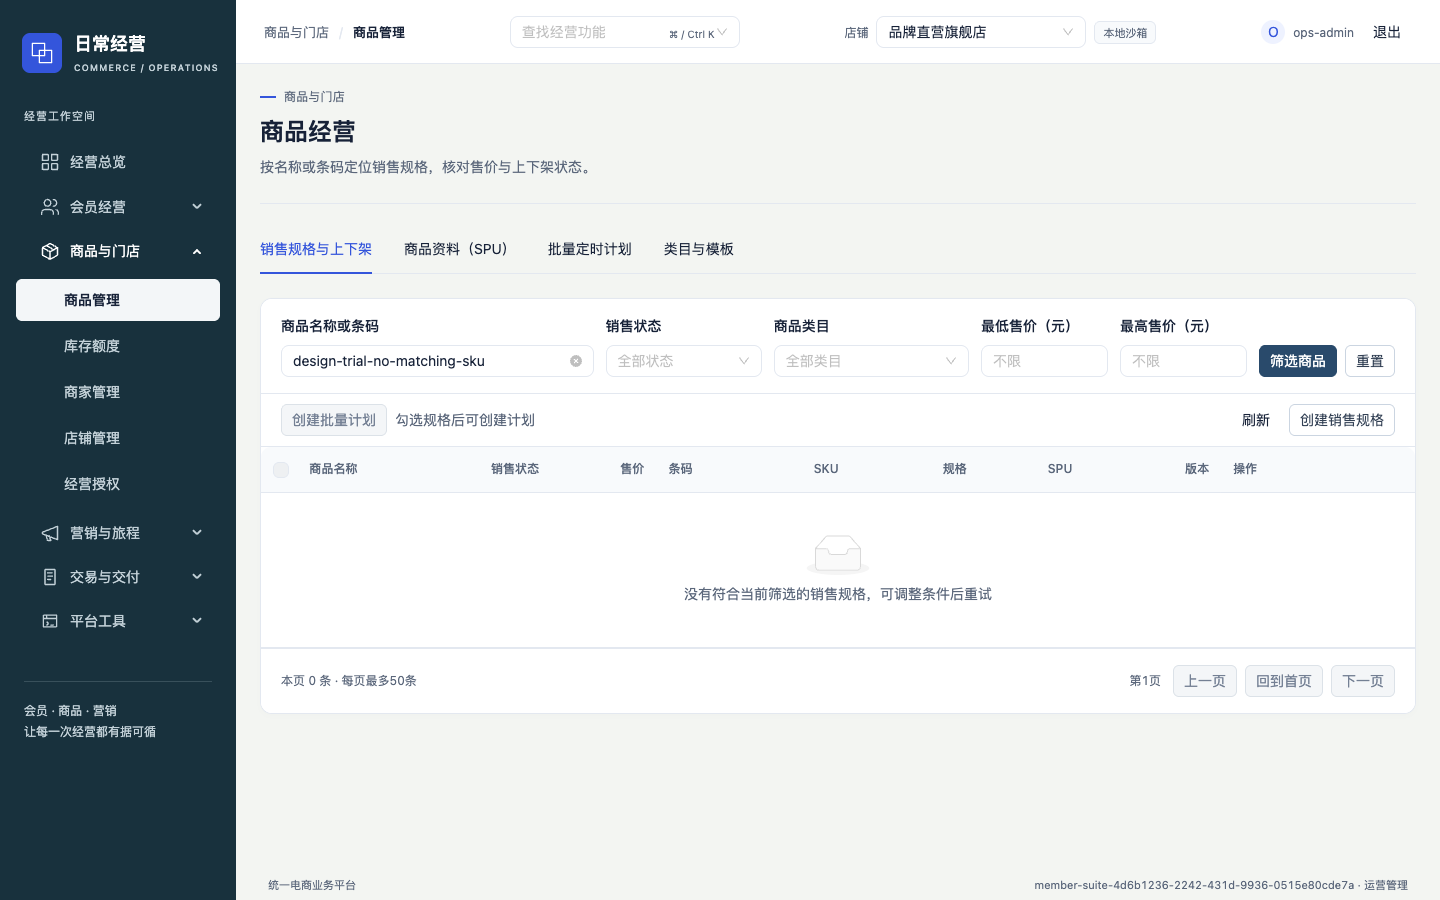 日常经营
COMMERCE / OPERATIONS
经营工作空间
经营总览
会员经营
商品与门店
商品管理
库存额度
商家管理
店铺管理
经营授权
营销与旅程
交易与交付
平台工具
会员 · 商品 · 营销
让每一次经营都有据可循
商品与门店 / 商品管理
查找经营功能 ⌘ / Ctrl K
店铺 品牌直营旗舰店 本地沙箱
O ops-admin 退出
商品与门店
商品经营
按名称或条码定位销售规格，核对售价与上下架状态。
销售规格与上下架 商品资料（SPU） 批量定时计划 类目与模板
商品名称或条码 销售状态 商品类目 最低售价（元） 最高售价（元）
design-trial-no-matching-sku 全部状态 全部类目 不限 不限 筛选商品 重置
创建批量计划 勾选规格后可创建计划 刷新 创建销售规格
商品名称 销售状态 售价 条码 SKU 规格 SPU 版本 操作
没有符合当前筛选的销售规格，可调整条件后重试
本页 0 条 · 每页最多50条 第1页 上一页 回到首页 下一页
统一电商业务平台 member-suite-4d6b1236-2242-431d-9936-0515e80cde7a · 运营管理